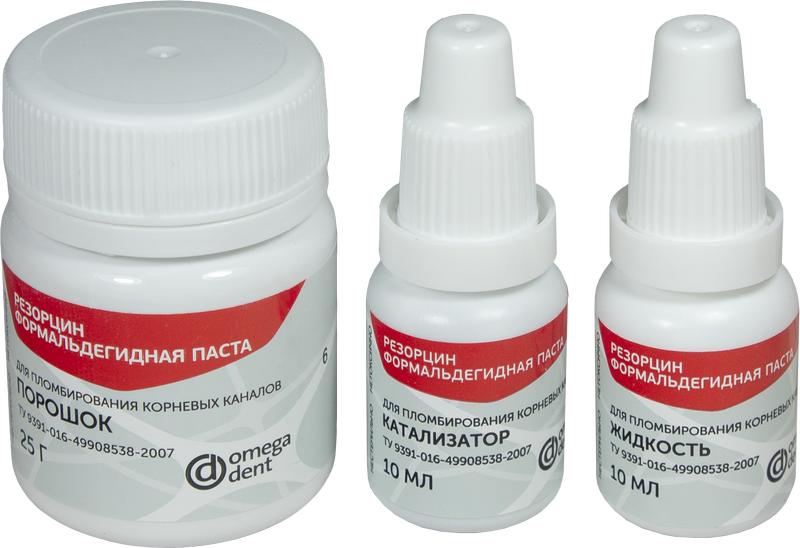 РЕЗОРЦИН
ФОРМАЛЬДЕГИДНАЯ ПАСТА
ДЛЯ ПЛОМБИРОВАНИЯ КОРНЕВЫХ КАНАЛОВ
ПОРОШОК
ТУ 9391-016-49908538-2007
25 Г
omega
dent
6
РЕЗОРЦИН
ФОРМАЛЬДЕГИДНАЯ ПАСТА
ДЛЯ ПЛОМБИРОВАНИЯ КОРНЕВЫХ
КАТАЛИЗАТОР
ТУ 9391-016-49908538-2007
10 МЛ
НЕСТЕРИЛЬНО НЕТОКСИЧНО
РЕЗОРЦИН
ФОРМАЛЬДЕГИДНАЯ ПАСТА
ДЛЯ ПЛОМБИРОВАНИЯ КОРНЕВЫХ
ЖИДКОСТЬ
ТУ 9391-016-49908538-2007
10 МЛ